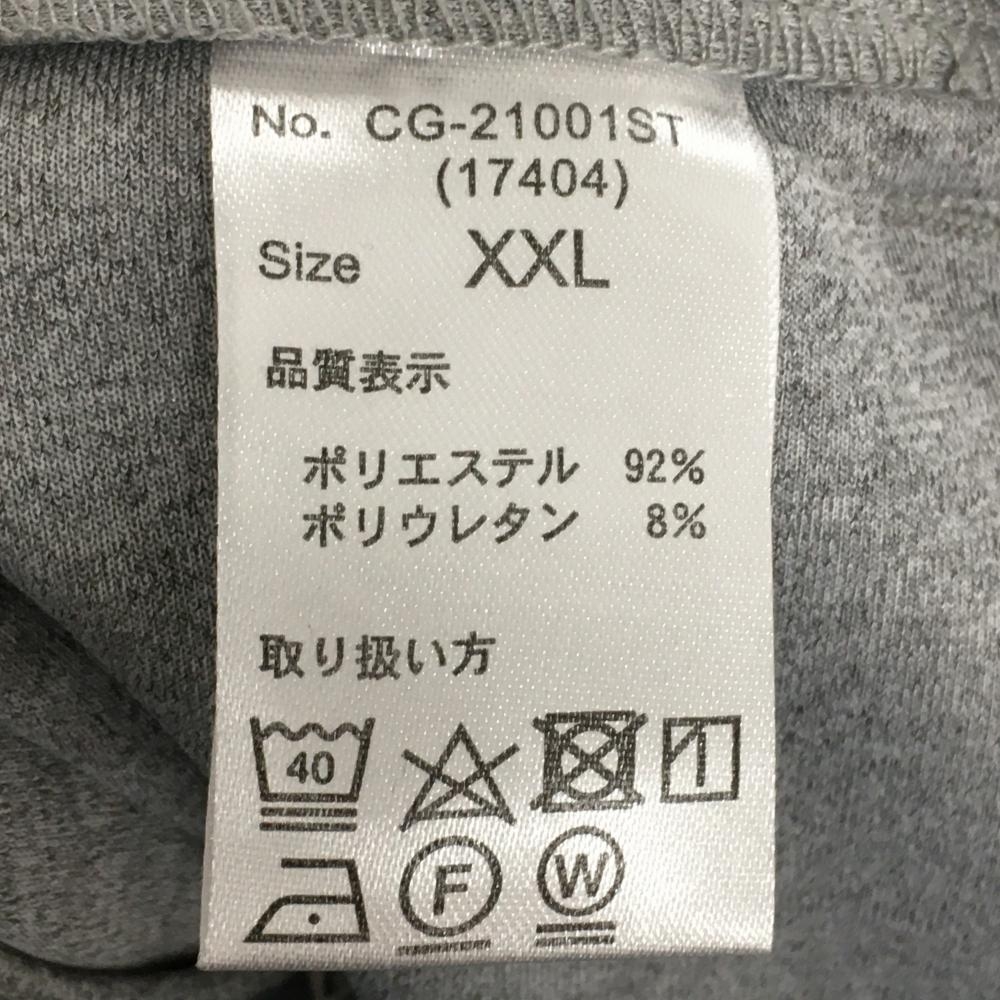 No. CG-21001ST
(17404)
Size XXL
品質表示
ポリエステル 92%
ポリウレタン 8%
取り扱い方
40
F W